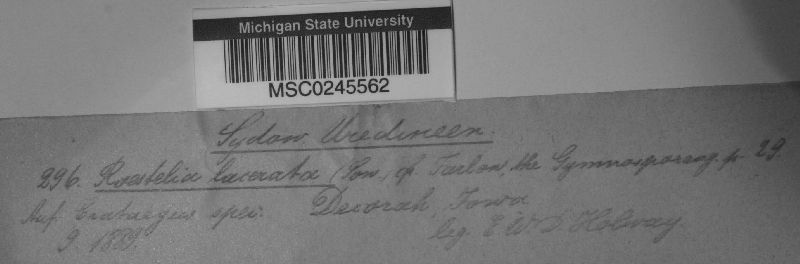 Michigan State University
MSC0245562
Sydow Uredineen.
296. Roestelia lacerata (Sow.) cf. Farlow, the Gymnosporang. p. 29.
Auf Crataegus spec. Decorah, Iowa
9. 1889. leg. E. W. D. Holway